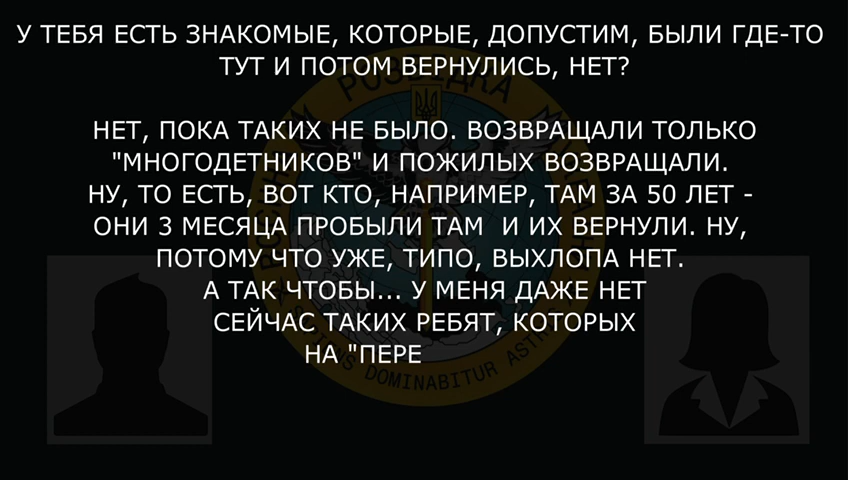 У ТЕБЯ ЕСТЬ ЗНАКОМЫЕ, КОТОРЫЕ, ДОПУСТИМ, БЫЛИ ГДЕ-ТО
ТУТ И ПОТОМ ВЕРНУЛИСЬ, НЕТ?
НЕТ, ПОКА ТАКИХ НЕ БЫЛО. ВОЗВРАЩАЛИ ТОЛЬКО
"МНОГОДЕТНИКОВ" И ПОЖИЛЫХ ВОЗВРАЩАЛИ.
НУ, ТО ЕСТЬ, ВОТ КТО, НАПРИМЕР, ТАМ ЗА 50 ЛЕТ -
ОНИ 3 МЕСЯЦА ПРОБЫЛИ ТАМ И ИХ ВЕРНУЛИ. НУ,
ПОТОМУ ЧТО УЖЕ, ТИПО, ВЫХЛОПА НЕТ.
А ТАК ЧТОБЫ... У МЕНЯ ДАЖЕ НЕТ
СЕЙЧАС ТАКИХ РЕБЯТ, КОТОРЫХ
НА "ПЕРЕ
DOMINABITUR